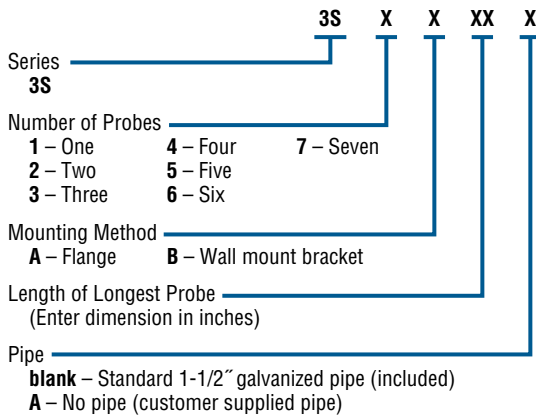 3S X X XX X
Series
3S
Number of Probes
1 – One 4 – Four 7 – Seven
2 – Two 5 – Five
3 – Three 6 – Six
Mounting Method
A – Flange B – Wall mount bracket
Length of Longest Probe
(Enter dimension in inches)
Pipe
blank – Standard 1-1/2˝ galvanized pipe (included)
A – No pipe (customer supplied pipe)